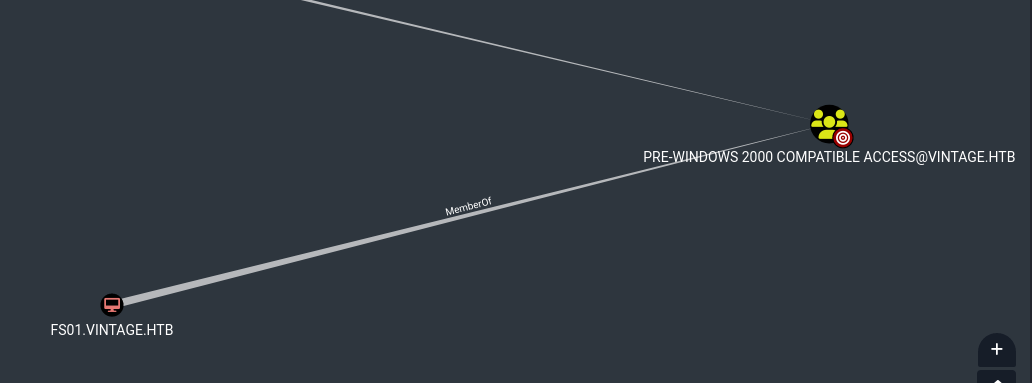 PRE-WINDOWS 2000 COMPATIBLE ACCESS@VINTAGE.HTB
MemberOf
FS01.VINTAGE.HTB
+